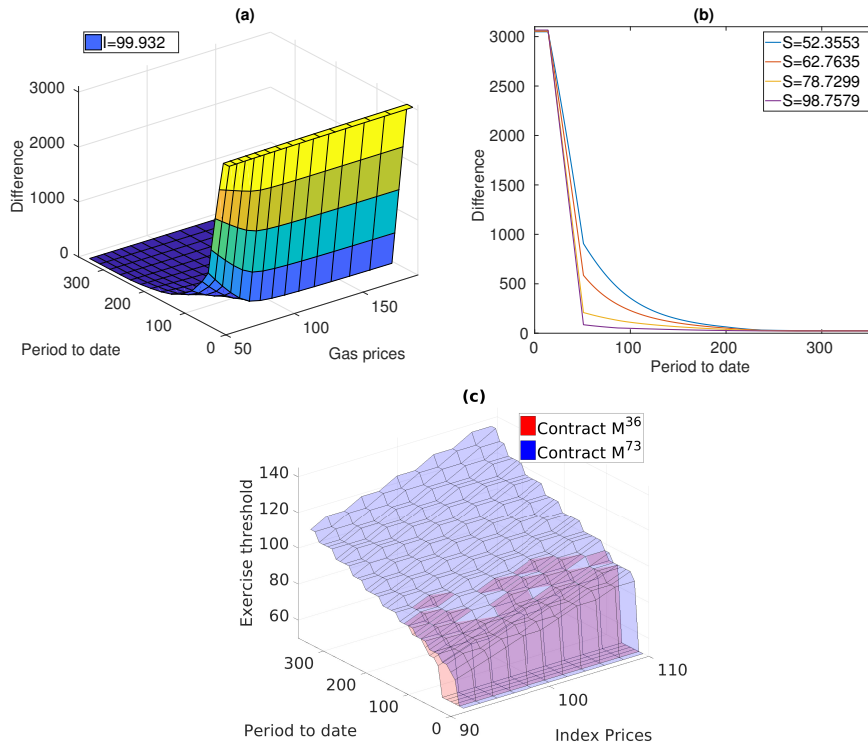 (a)
I=99.932
3000
2000
1000
0
Difference
300
200
100
0
Period to date
50
100
150
Gas prices
(b)
3000
2500
2000
1500
1000
500
0
Difference
S=52.3553
S=62.7635
S=78.7299
S=98.7579
0
100
200
300
Period to date
(c)
Contract M^36
Contract M^73
140
120
100
80
60
Exercise threshold
300
200
100
0
Period to date
90
100
110
Index Prices